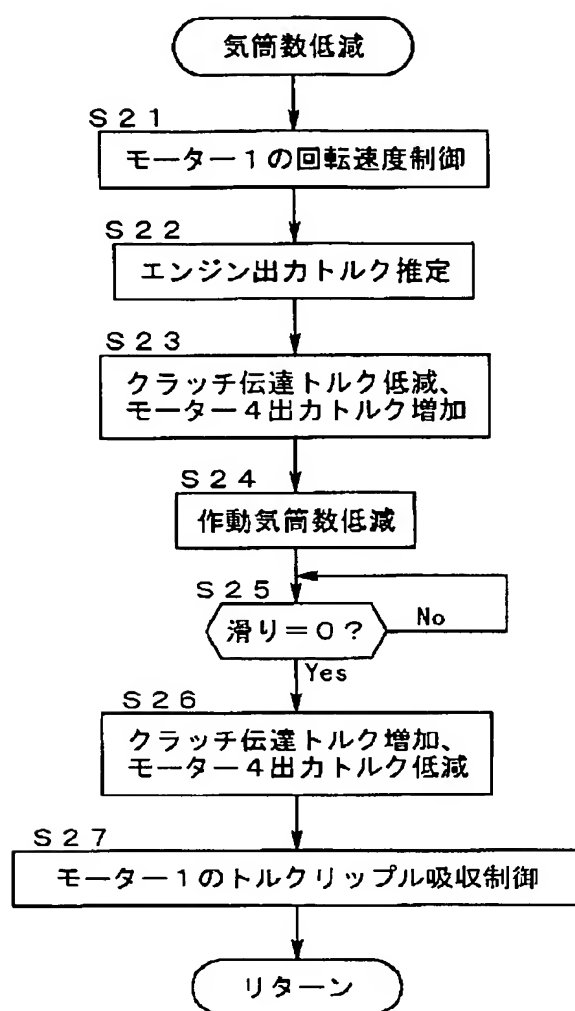 気筒数低減
S21
モーター1の回転速度制御
S22
エンジン出力トルク推定
S23
クラッチ伝達トルク低減、
モーター4出力トルク増加
S24
作動気筒数低減
S25
滑り=0?
No
Yes
S26
クラッチ伝達トルク増加、
モーター4出力トルク低減
S27
モーター1のトルクリップル吸収制御
リターン